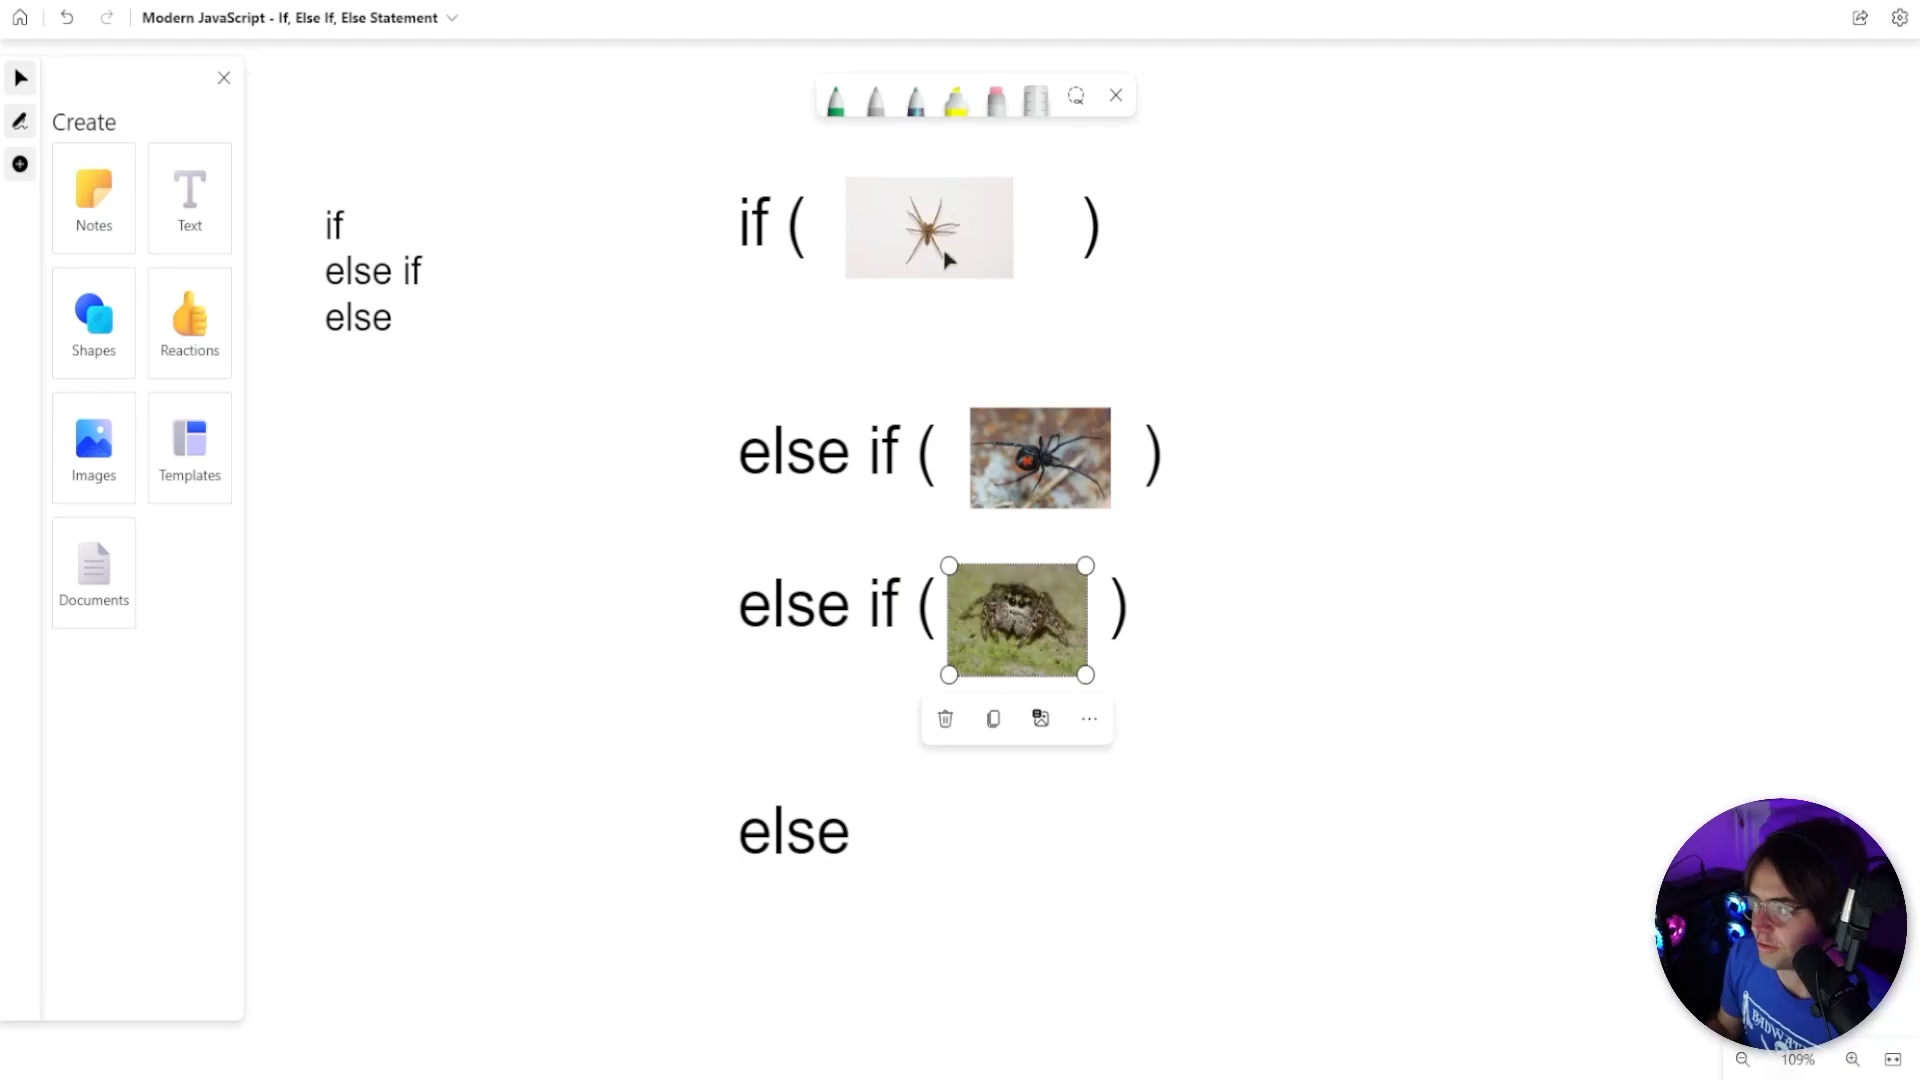 Modern JavaScript - If, Else If, Else Statement
Create
Notes
Text
Shapes
Reactions
Images
Templates
Documents
if
else if
else
if ( )
else if ( )
else if ( )
else
BADWAT
109%